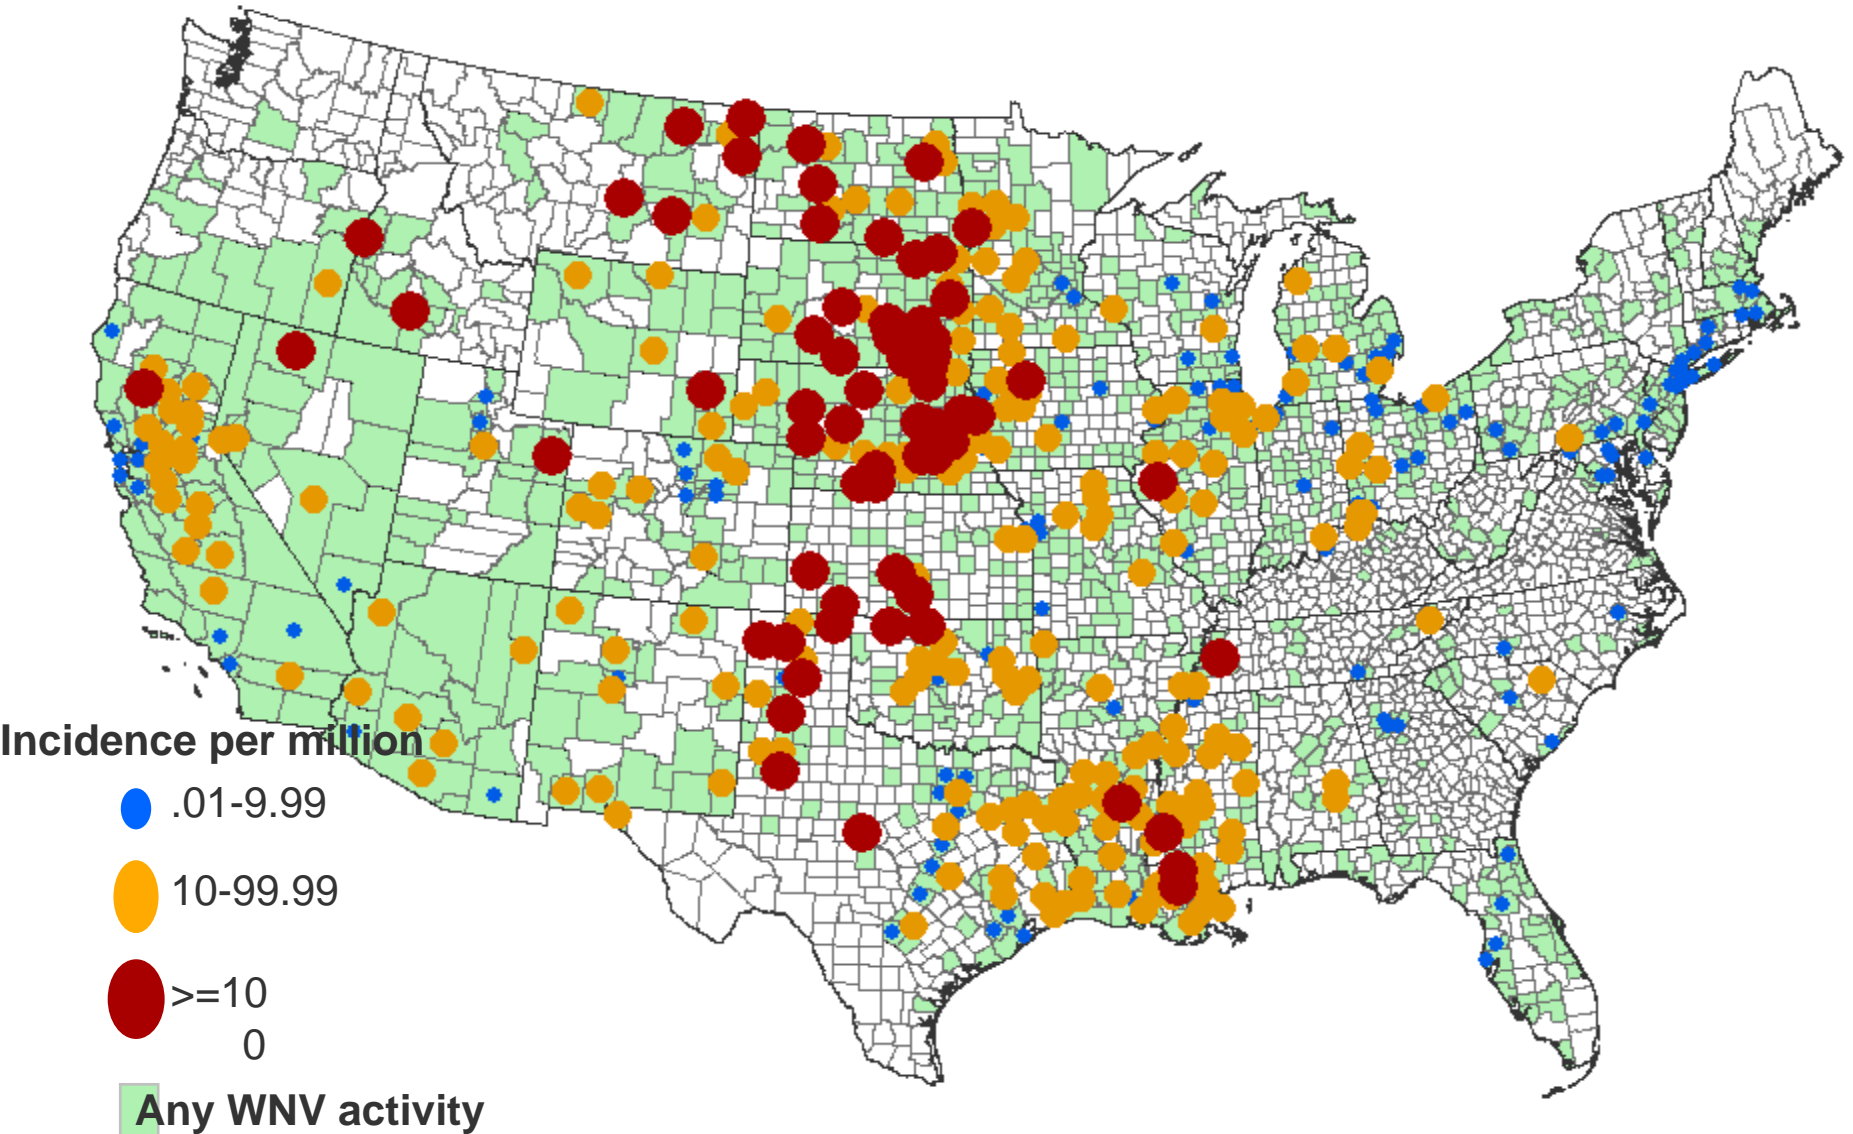 Incidence per million
.01-9.99
10-99.99
>=10
0
Any WNV activity